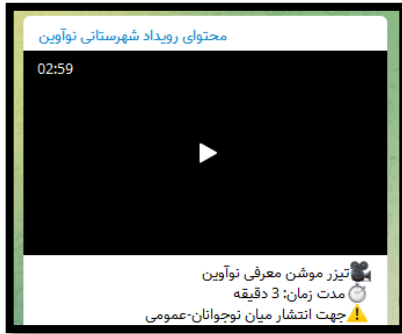 محتوای رویداد شهرستانی نوآوین
02:59
🎥تیزر موشن معرفی نوآوین
⏱مدت زمان: 3 دقیقه
⚠️جهت انتشار میان نوجوانان-عمومی